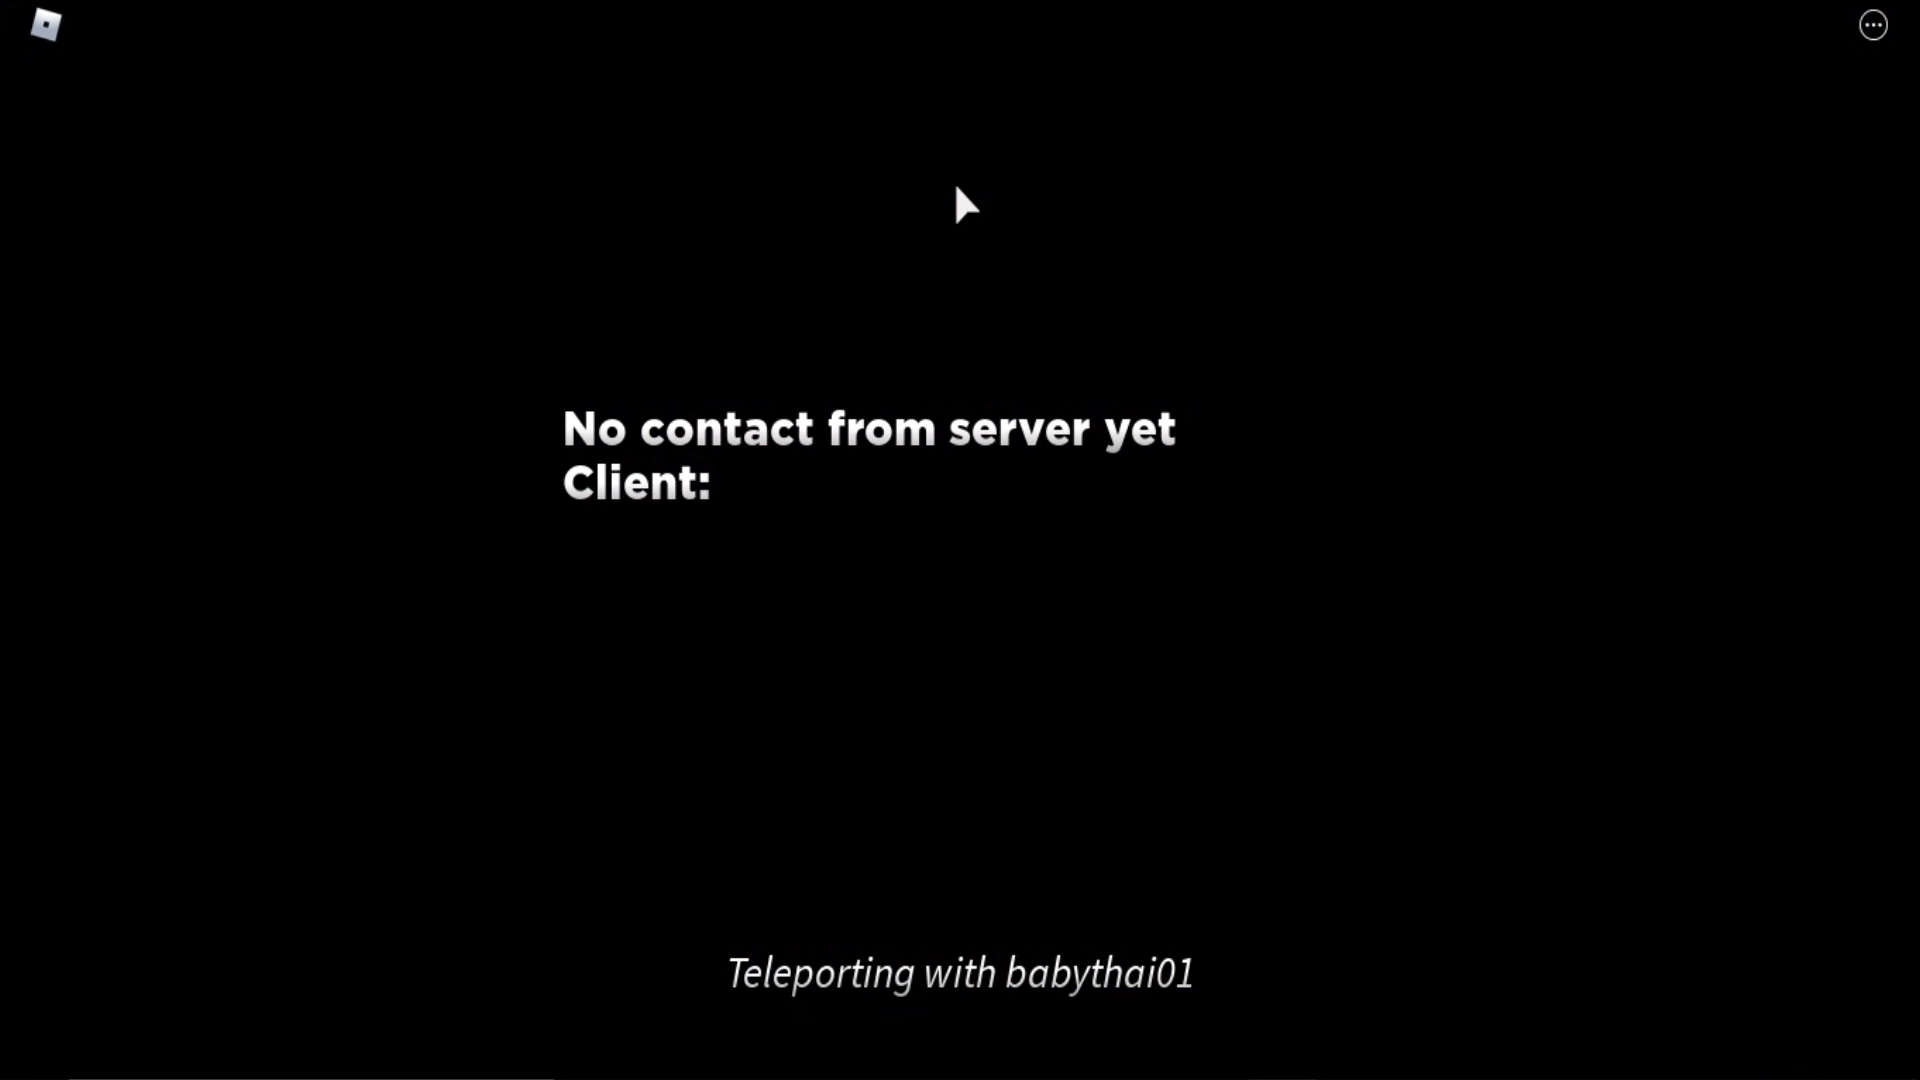 No contact from server yet
Client:
Teleporting with babythai01